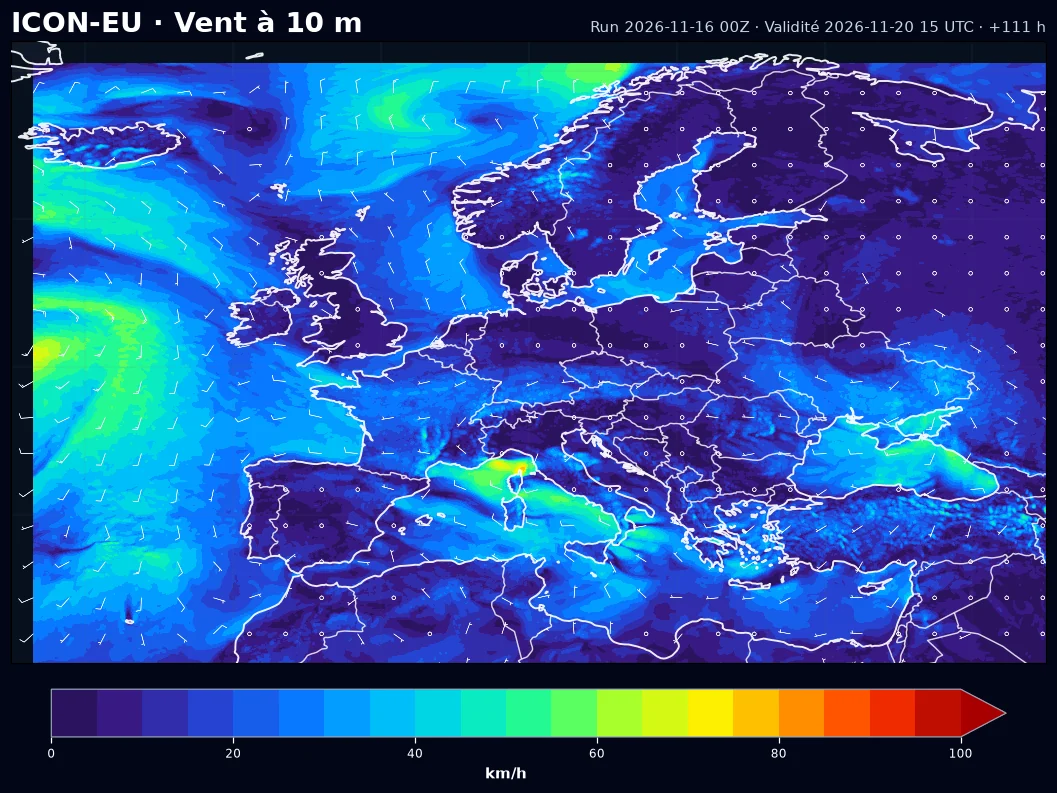 ICON-EU · Vent à 10 m
Run 2026-11-16 00Z · Validité 2026-11-20 15 UTC · +111 h
0 20 40 60 80 100
km/h